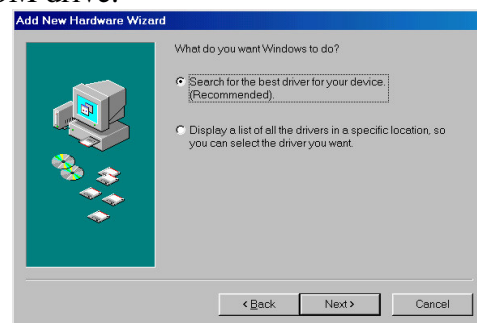 OM drive.
Add New Hardware Wizard
What do you want Windows to do?
Search for the best driver for your device.
(Recommended).
Display a list of all the drivers in a specific location, so
you can select the driver you want.
< Back
Next >
Cancel